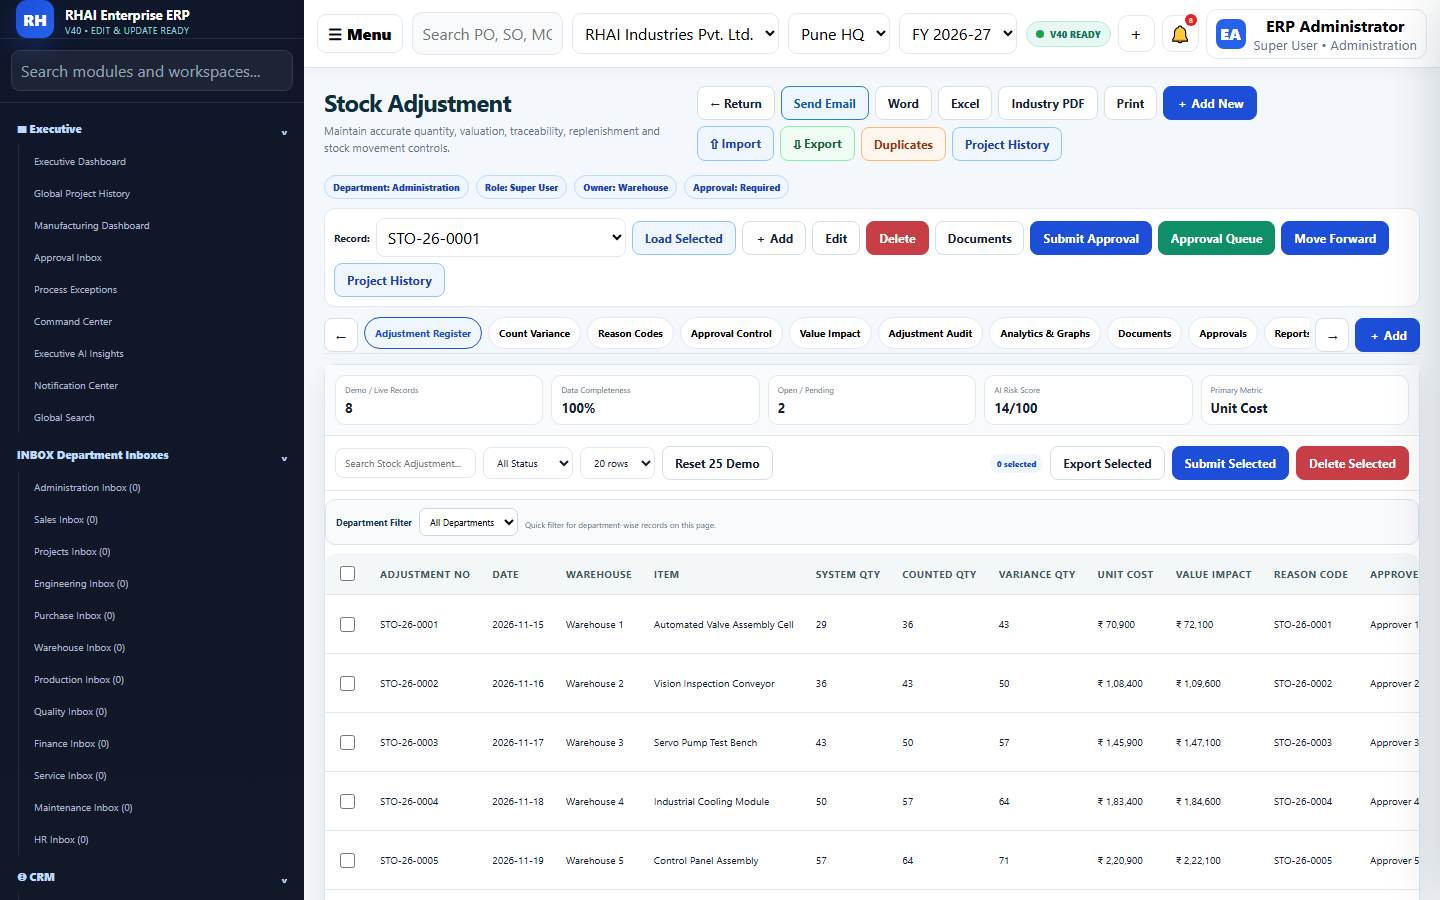 RH
RHAI Enterprise ERP
V40 • EDIT & UPDATE READY
Search modules and workspaces...
Executive
Executive Dashboard
Global Project History
Manufacturing Dashboard
Approval Inbox
Process Exceptions
Command Center
Executive AI Insights
Notification Center
Global Search
INBOX Department Inboxes
Administration Inbox (0)
Sales Inbox (0)
Projects Inbox (0)
Engineering Inbox (0)
Purchase Inbox (0)
Warehouse Inbox (0)
Production Inbox (0)
Quality Inbox (0)
Finance Inbox (0)
Service Inbox (0)
Maintenance Inbox (0)
HR Inbox (0)
CRM
☰ Menu
Search PO, SO, MO
RHAI Industries Pvt. Ltd.
Pune HQ
FY 2026-27
V40 READY
+
8
EA
ERP Administrator
Super User • Administration
Stock Adjustment
Maintain accurate quantity, valuation, traceability, replenishment and
stock movement controls.
← Return
Send Email
Word
Excel
Industry PDF
Print
+ Add New
⇧ Import
⇩ Export
Duplicates
Project History
Department: Administration
Role: Super User
Owner: Warehouse
Approval: Required
Record:
STO-26-0001
Load Selected
+ Add
Edit
Delete
Documents
Submit Approval
Approval Queue
Move Forward
Project History
←
Adjustment Register
Count Variance
Reason Codes
Approval Control
Value Impact
Adjustment Audit
Analytics & Graphs
Documents
Approvals
Reports
→
+ Add
Demo / Live Records
8
Data Completeness
100%
Open / Pending
2
AI Risk Score
14/100
Primary Metric
Unit Cost
Search Stock Adjustment...
All Status
20 rows
Reset 25 Demo
0 selected
Export Selected
Submit Selected
Delete Selected
Department Filter
All Departments
Quick filter for department-wise records on this page.
ADJUSTMENT NO DATE WAREHOUSE ITEM SYSTEM QTY COUNTED QTY VARIANCE QTY UNIT COST VALUE IMPACT REASON CODE APPROVE
STO-26-0001 2026-11-15 Warehouse 1 Automated Valve Assembly Cell 29 36 43 ₹ 70,900 ₹ 72,100 STO-26-0001 Approver 1
STO-26-0002 2026-11-16 Warehouse 2 Vision Inspection Conveyor 36 43 50 ₹ 1,08,400 ₹ 1,09,600 STO-26-0002 Approver 2
STO-26-0003 2026-11-17 Warehouse 3 Servo Pump Test Bench 43 50 57 ₹ 1,45,900 ₹ 1,47,100 STO-26-0003 Approver 3
STO-26-0004 2026-11-18 Warehouse 4 Industrial Cooling Module 50 57 64 ₹ 1,83,400 ₹ 1,84,600 STO-26-0004 Approver 4
STO-26-0005 2026-11-19 Warehouse 5 Control Panel Assembly 57 64 71 ₹ 2,20,900 ₹ 2,22,100 STO-26-0005 Approver 5